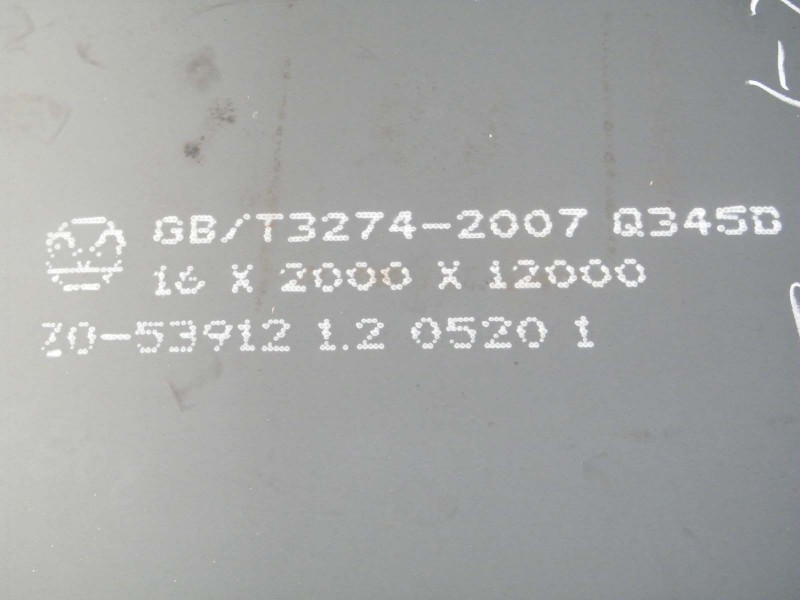 GB/T3274-2007 Q345D
16 X 2000 X 12000
Z0-53912 1.2 0520 1